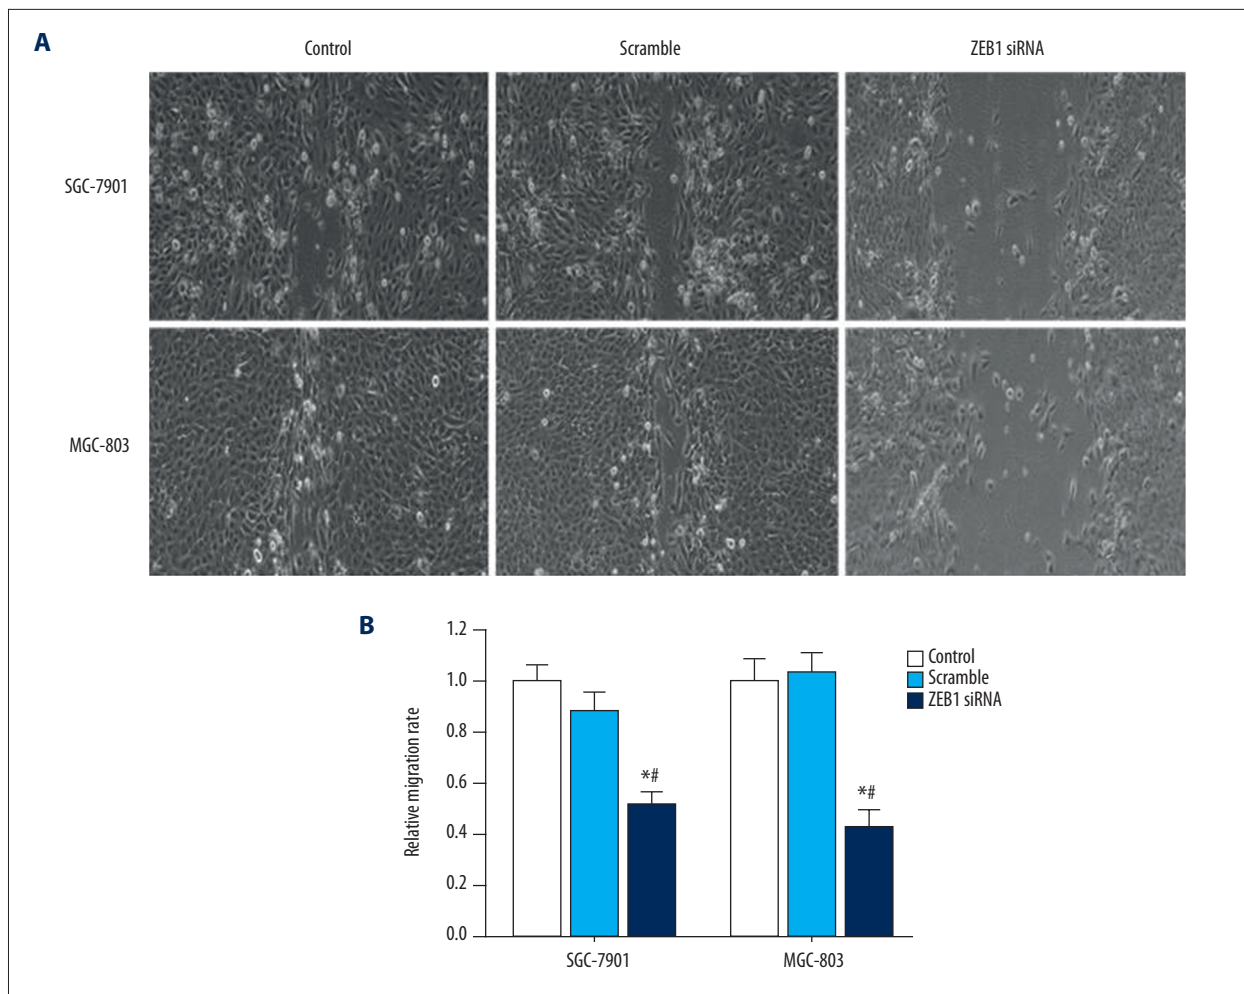 A
Control Scramble ZEB1 siRNA
SGC-7901
MGC-803
B
1.2
1.0
0.8
0.6
0.4
0.2
0.0
Relative migration rate
*#
*#
Control
Scramble
ZEB1 siRNA
SGC-7901 MGC-803